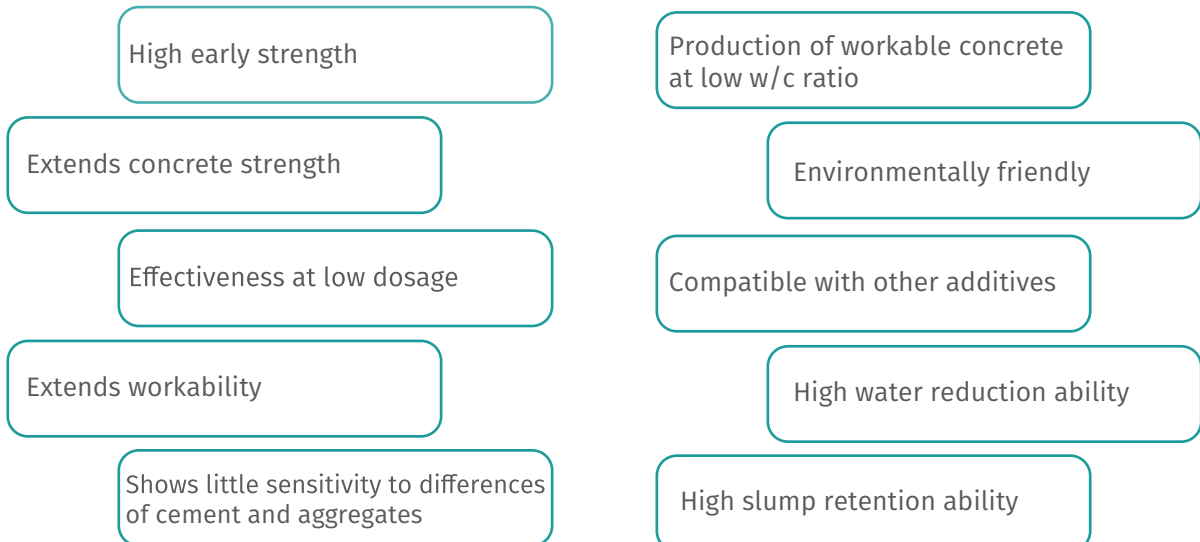 High early strength
Extends concrete strength
Effectiveness at low dosage
Extends workability
Shows little sensitivity to differences
of cement and aggregates
Production of workable concrete
at low w/c ratio
Environmentally friendly
Compatible with other additives
High water reduction ability
High slump retention ability